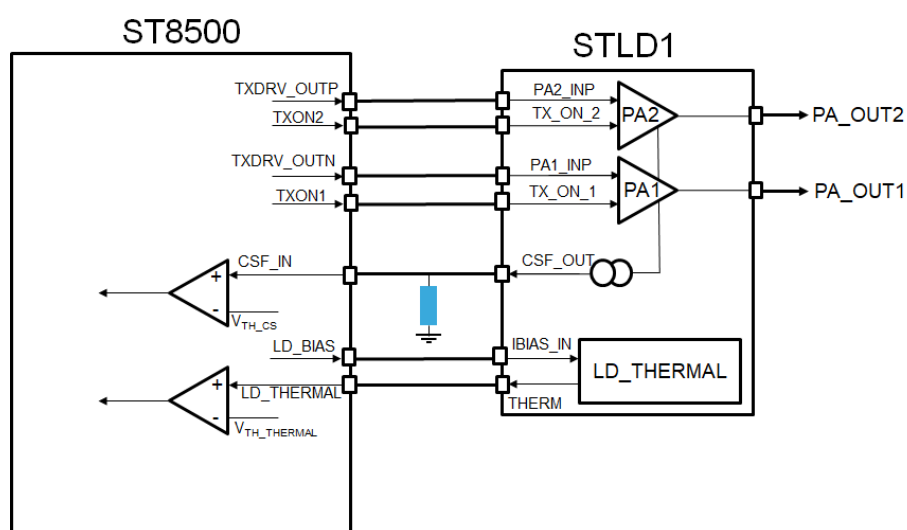 ST8500
STLD1
TXDRV_OUTP
PA2_INP
PA2
PA_OUT2
TXON2
TX_ON_2
TXDRV_OUTN
PA1_INP
PA1
PA_OUT1
TXON1
TX_ON_1
CSF_IN
CSF_OUT
+
-
VTH_CS
LD_BIAS
IBIAS_IN
LD_THERMAL
+
LD_THERMAL
THERM
-
VTH_THERMAL